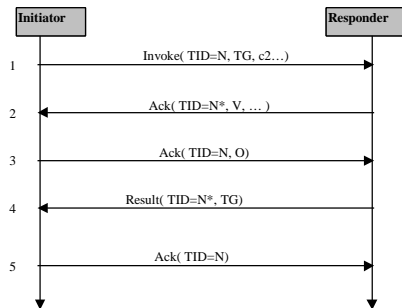 Initiator
Responder
1
Invoke( TID=N, TG, c2…)
2
Ack( TID=N*, V, … )
3
Ack( TID=N, O)
4
Result( TID=N*, TG)
5
Ack( TID=N)